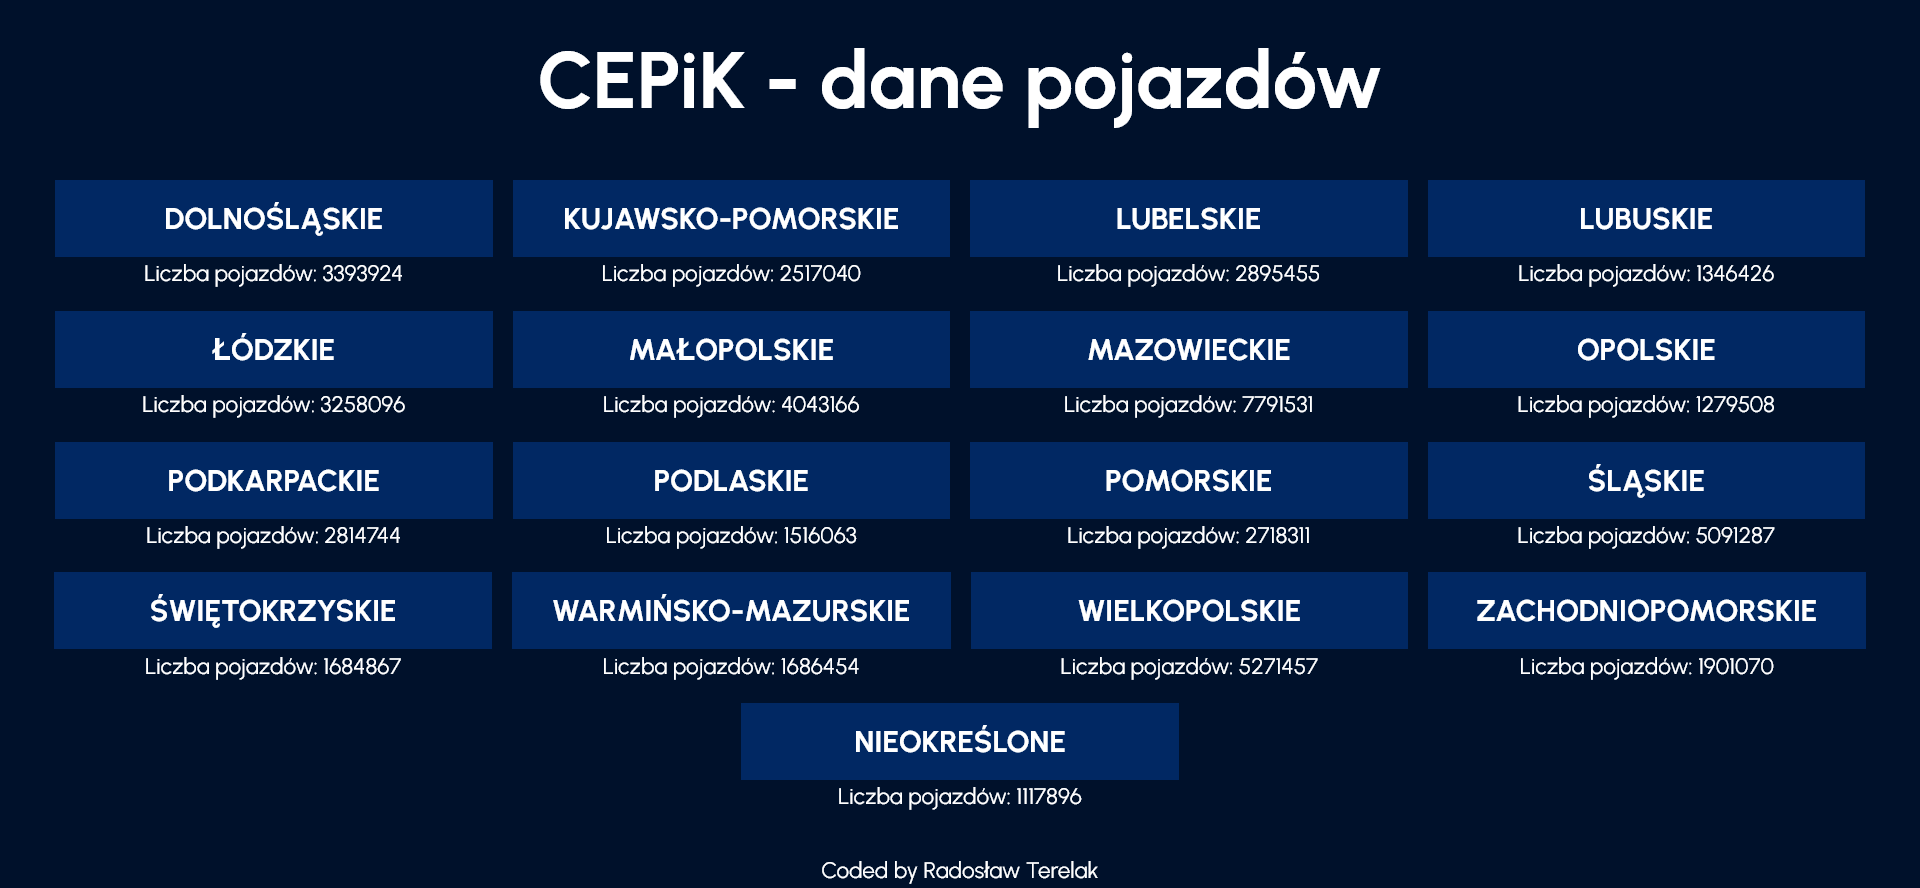 CEPiK - dane pojazdów
DOLNOŚLĄSKIE
Liczba pojazdów: 3393924
KUJAWSKO-POMORSKIE
Liczba pojazdów: 2517040
LUBELSKIE
Liczba pojazdów: 2895455
LUBUSKIE
Liczba pojazdów: 1346426
ŁÓDZKIE
Liczba pojazdów: 3258096
MAŁOPOLSKIE
Liczba pojazdów: 4043166
MAZOWIECKIE
Liczba pojazdów: 7791531
OPOLSKIE
Liczba pojazdów: 1279508
PODKARPACKIE
Liczba pojazdów: 2814744
PODLASKIE
Liczba pojazdów: 1516063
POMORSKIE
Liczba pojazdów: 2718311
ŚLĄSKIE
Liczba pojazdów: 5091287
ŚWIĘTOKRZYSKIE
Liczba pojazdów: 1684867
WARMIŃSKO-MAZURSKIE
Liczba pojazdów: 1686454
WIELKOPOLSKIE
Liczba pojazdów: 5271457
ZACHODNIOPOMORSKIE
Liczba pojazdów: 1901070
NIEOKREŚLONE
Liczba pojazdów: 1117896
Coded by Radosław Terelak